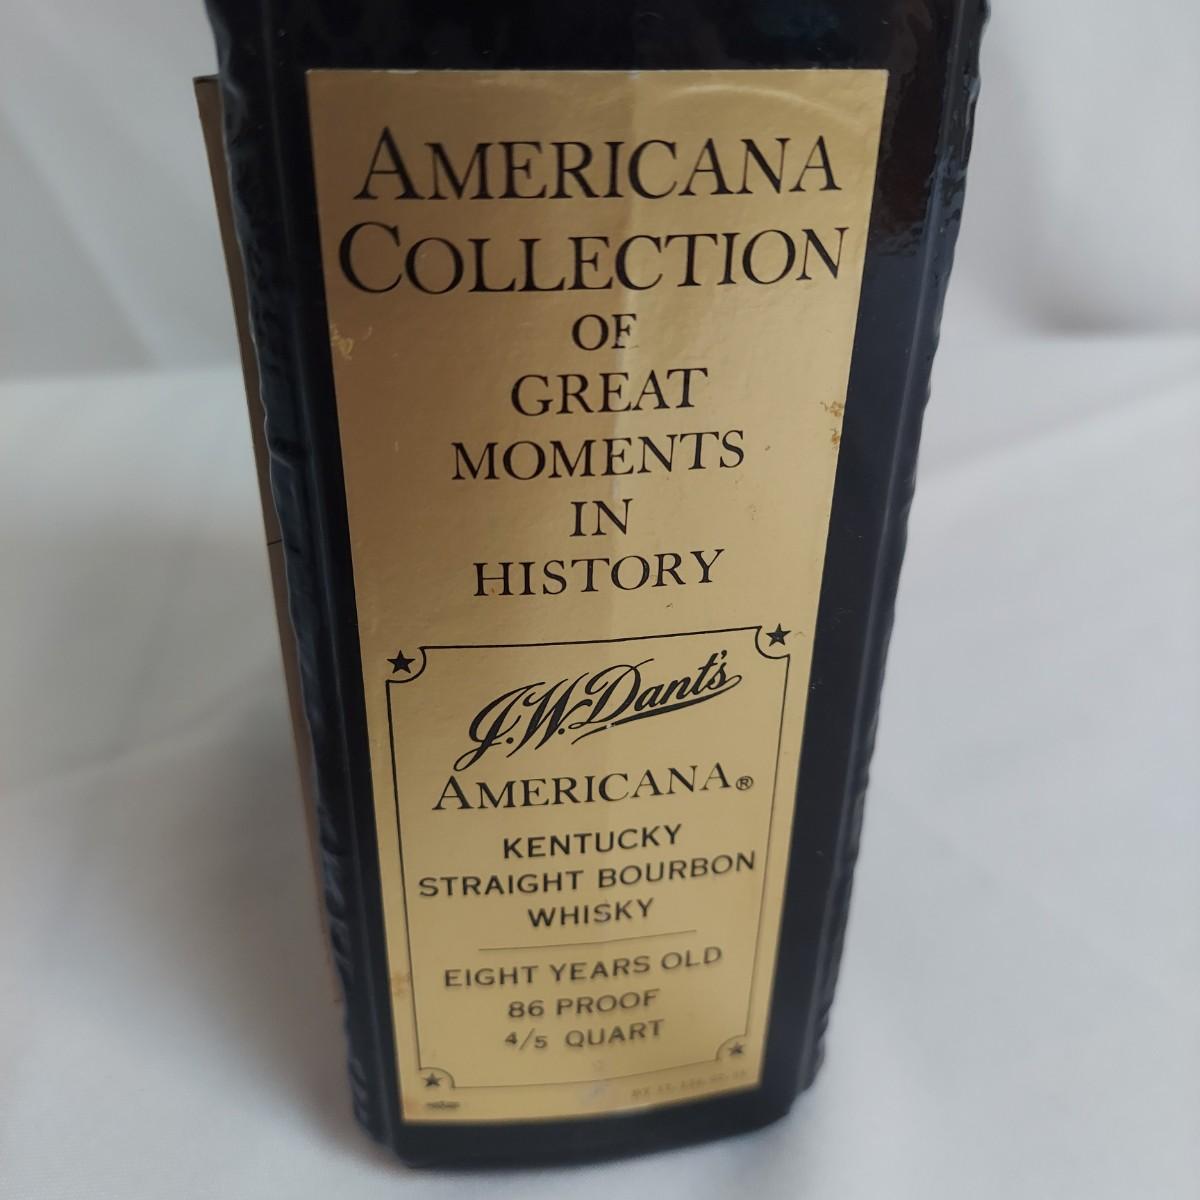 AMERICANA
COLLECTION
OF
GREAT
MOMENTS
IN
HISTORY
J.W. Dant's
AMERICANA®
KENTUCKY
STRAIGHT BOURBON
WHISKY
EIGHT YEARS OLD
86 PROOF
4/5 QUART